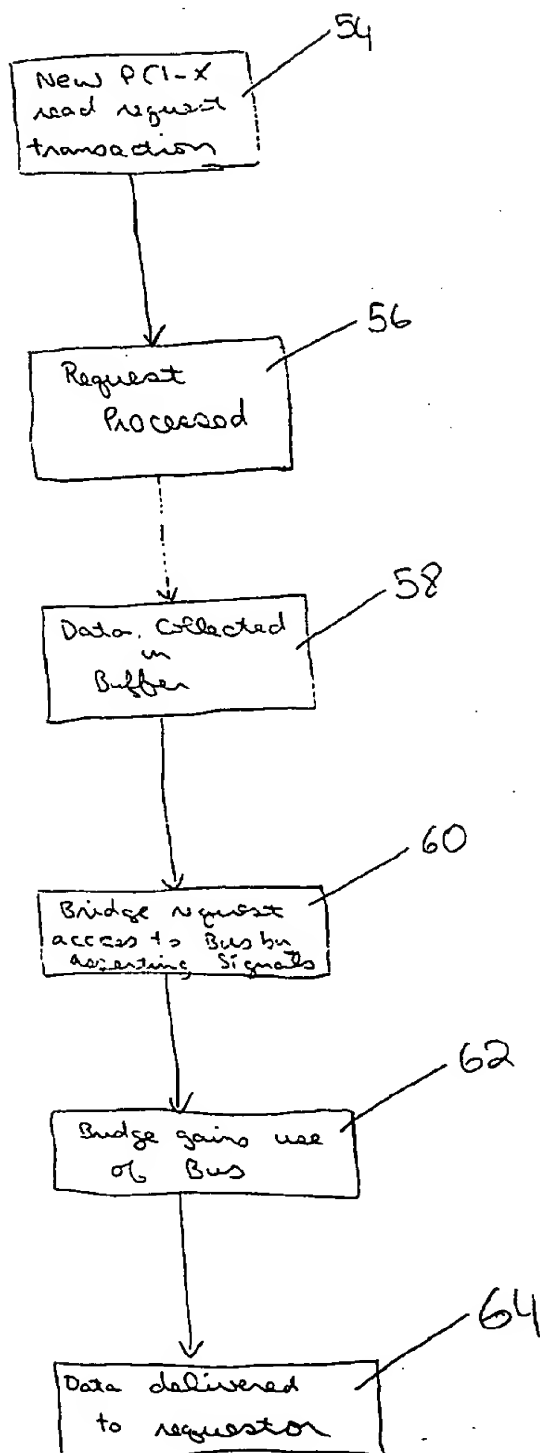 54
New PCI-X
read request
transaction
56
Request
Processed
58
Data Collected
in
Buffer
60
Bridge request
access to Bus by
asserting Signals
62
Bridge gains use
of Bus
64
Data delivered
to requestor